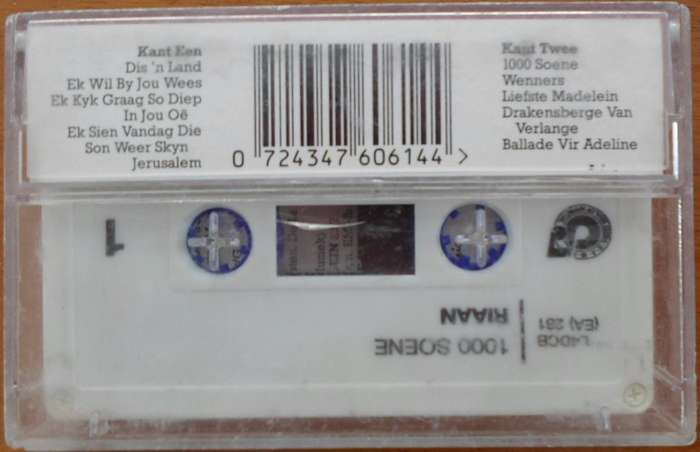 Kant Een
Dis 'n Land
Ek Wil By Jou Wees
Ek Kyk Graag So Diep
In Jou Oë
Ek Sien Vandag Die
Son Weer Skyn
Jerusalem
0 724347 606144 >
Kant Twee
1000 Soene
Wenners
Liefste Madelein
Drakensberge Van
Verlange
Ballade Vir Adeline
1
L4DCB
(EA) 281
RIAAN
1000 SOENE